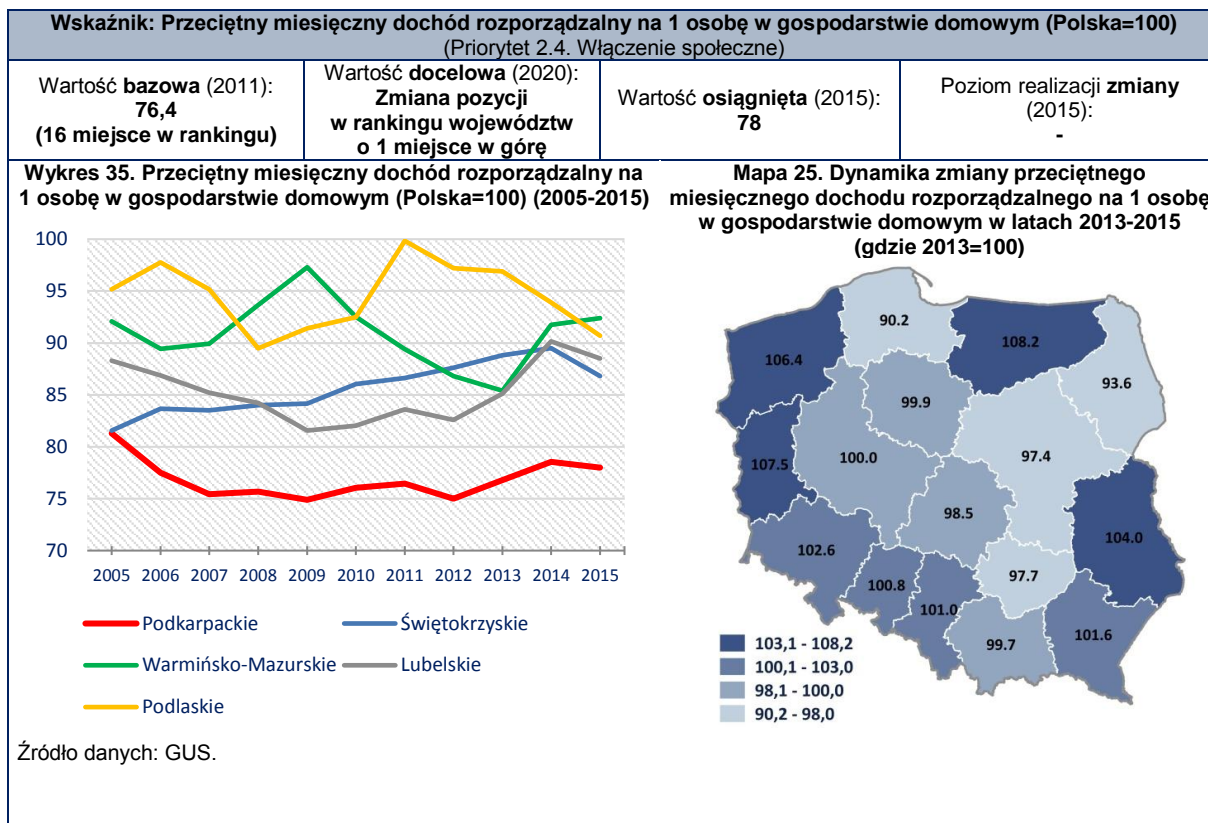 Wskaźnik: Przeciętny miesięczny dochód rozporządzalny na 1 osobę w gospodarstwie domowym (Polska=100)
(Priorytet 2.4. Włączenie społeczne)
Wartość bazowa (2011):
76,4
(16 miejsce w rankingu)
Wartość docelowa (2020):
Zmiana pozycji
w rankingu województw
o 1 miejsce w górę
Wartość osiągnięta (2015):
78
Poziom realizacji zmiany
(2015):
-
Wykres 35. Przeciętny miesięczny dochód rozporządzalny na
1 osobę w gospodarstwie domowym (Polska=100) (2005-2015)
100
95
90
85
80
75
70
2005 2006 2007 2008 2009 2010 2011 2012 2013 2014 2015
Podkarpackie Świętokrzyskie
Warmińsko-Mazurskie Lubelskie
Podlaskie
Mapa 25. Dynamika zmiany przeciętnego
miesięcznego dochodu rozporządzalnego na 1 osobę
w gospodarstwie domowym w latach 2013-2015
(gdzie 2013=100)
90.2
108.2
106.4
93.6
99.9
97.4
107.5
100.0
98.5
104.0
102.6
97.7
100.8
101.0
101.6
99.7
103,1 - 108,2
100,1 - 103,0
98,1 - 100,0
90,2 - 98,0
Źródło danych: GUS.